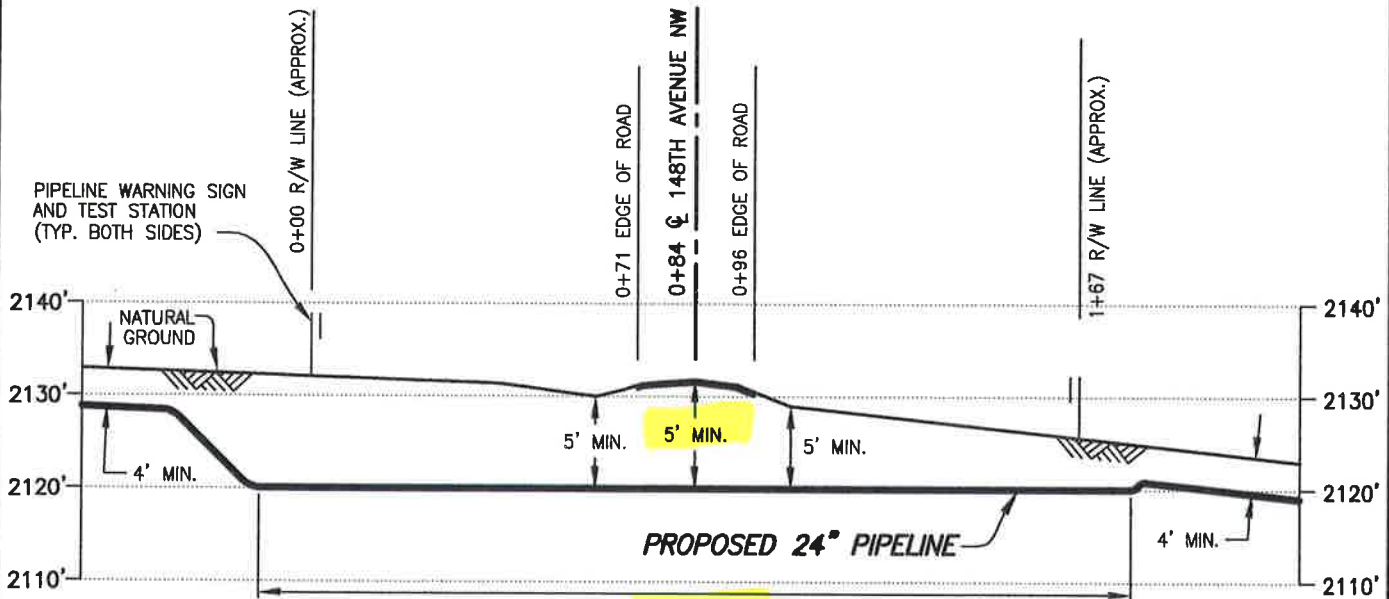 0+00 R/W LINE (APPROX.)
0+71 EDGE OF ROAD
0+84 ℄ 148TH AVENUE NW
0+96 EDGE OF ROAD
1+67 R/W LINE (APPROX.)
PIPELINE WARNING SIGN
AND TEST STATION
(TYP. BOTH SIDES)
2140'
2140'
NATURAL
GROUND
2130'
2130'
5' MIN.
5' MIN.
5' MIN.
4' MIN.
2120'
2120'
PROPOSED 24" PIPELINE
4' MIN.
2110'
2110'